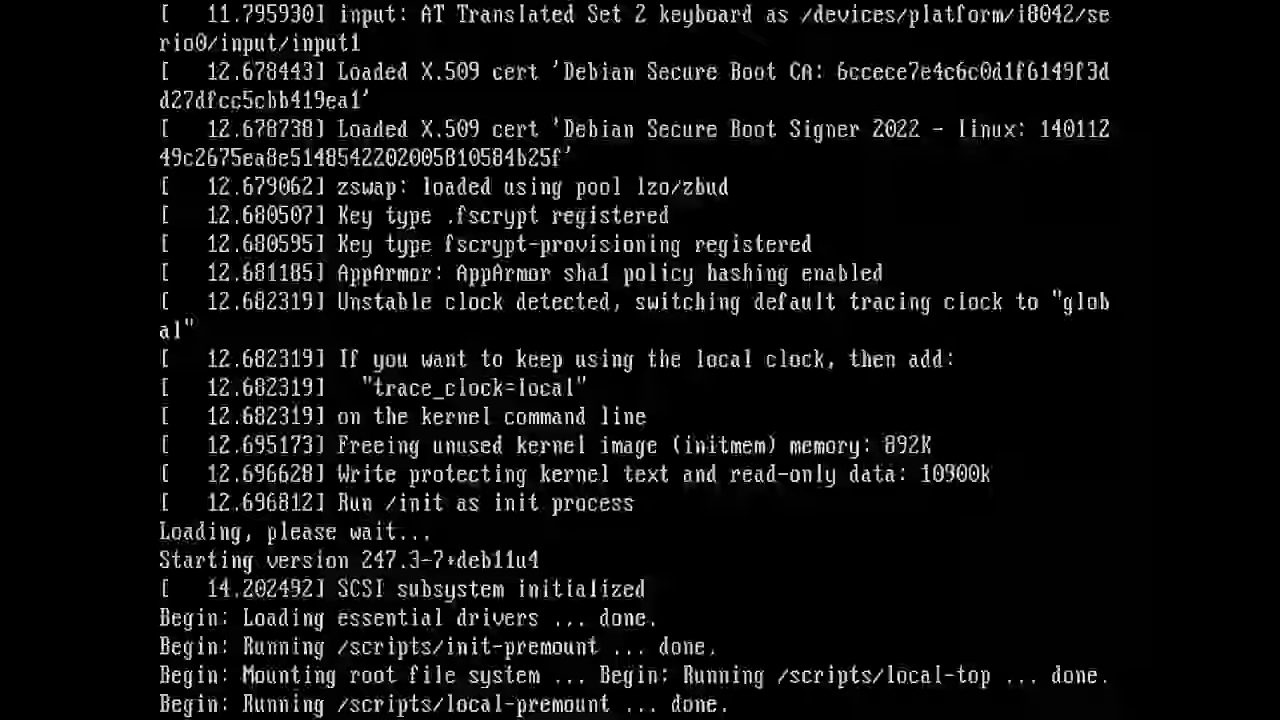 [   11.795930] input: AT Translated Set 2 keyboard as /devices/platform/i8042/se
rio0/input/input1
[   12.678443] Loaded X.509 cert 'Debian Secure Boot CA: 6ccece7e4c6c0d1f6149f3d
d27dfcc5cbb419ea1'
[   12.678738] Loaded X.509 cert 'Debian Secure Boot Signer 2022 - linux: 140112
49c2675ea8e5148542202005810584b25f'
[   12.679062] zswap: loaded using pool lzo/zbud
[   12.680507] Key type .fscrypt registered
[   12.680595] Key type fscrypt-provisioning registered
[   12.681185] AppArmor: AppArmor sha1 policy hashing enabled
[   12.682319] Unstable clock detected, switching default tracing clock to "glob
al"
[   12.682319] If you want to keep using the local clock, then add:
[   12.682319]   "trace_clock=local"
[   12.682319] on the kernel command line
[   12.695173] Freeing unused kernel image (initmem) memory: 892K
[   12.696628] Write protecting kernel text and read-only data: 10900k
[   12.696812] Run /init as init process
Loading, please wait...
Starting version 247.3-7+deb11u4
[   14.202492] SCSI subsystem initialized
Begin: Loading essential drivers ... done.
Begin: Running /scripts/init-premount ... done.
Begin: Mounting root file system ... Begin: Running /scripts/local-top ... done.
Begin: Running /scripts/local-premount ... done.